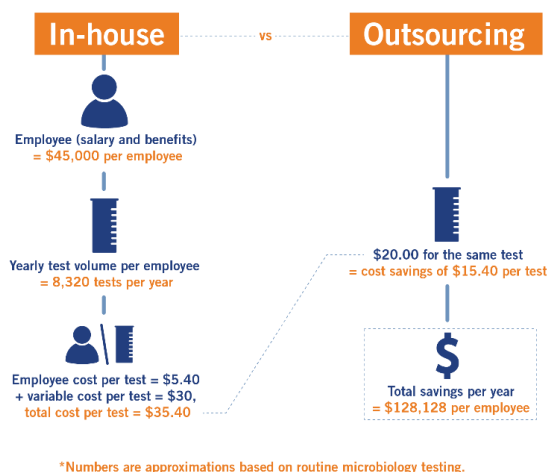 In-house
vs
Outsourcing
Employee (salary and benefits)
= $45,000 per employee
Yearly test volume per employee
= 8,320 tests per year
Employee cost per test = $5.40
+ variable cost per test = $30,
total cost per test = $35.40
$20.00 for the same test
= cost savings of $15.40 per test
$
Total savings per year
= $128,128 per employee
*Numbers are approximations based on routine microbiology testing.